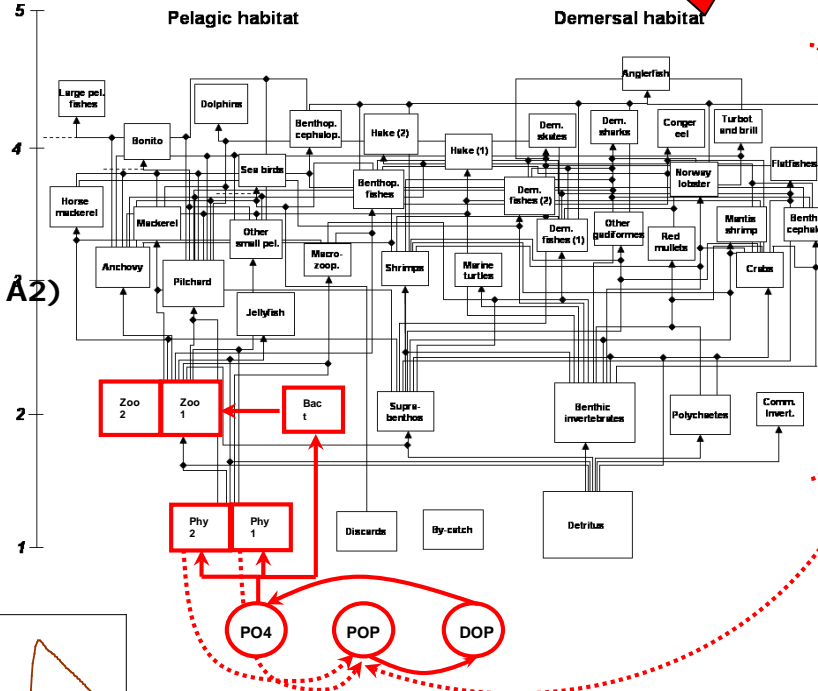 Pelagic habitat
Demersal habitat
5
4
3
2
1
A2)
Large pel.
fishes
Dolphins
Bonito
Benthop.
cephalop.
Hake (2)
Hake (1)
Dem.
skates
Dem.
sharks
Anglerfish
Conger
eel
Turbot
and brill
Flatfishes
Sea birds
Benthop.
fishes
Dem.
fishes (2)
Norway
lobster
Horse
mackerel
Mackerel
Other
small pel.
Macro-
zoop.
Dem.
fishes (1)
Other
gadiformes
Red
mullets
Mantis
shrimp
Benth
cephalo
Anchovy
Pilchard
Shrimps
Marine
turtles
Crabs
Jellyfish
Zoo
2
Zoo
1
Bac
t
Supra-
benthos
Benthic
invertebrates
Polychaetes
Comm.
Invert.
Phy
2
Phy
1
Discards
By-catch
Detritus
PO4
POP
DOP